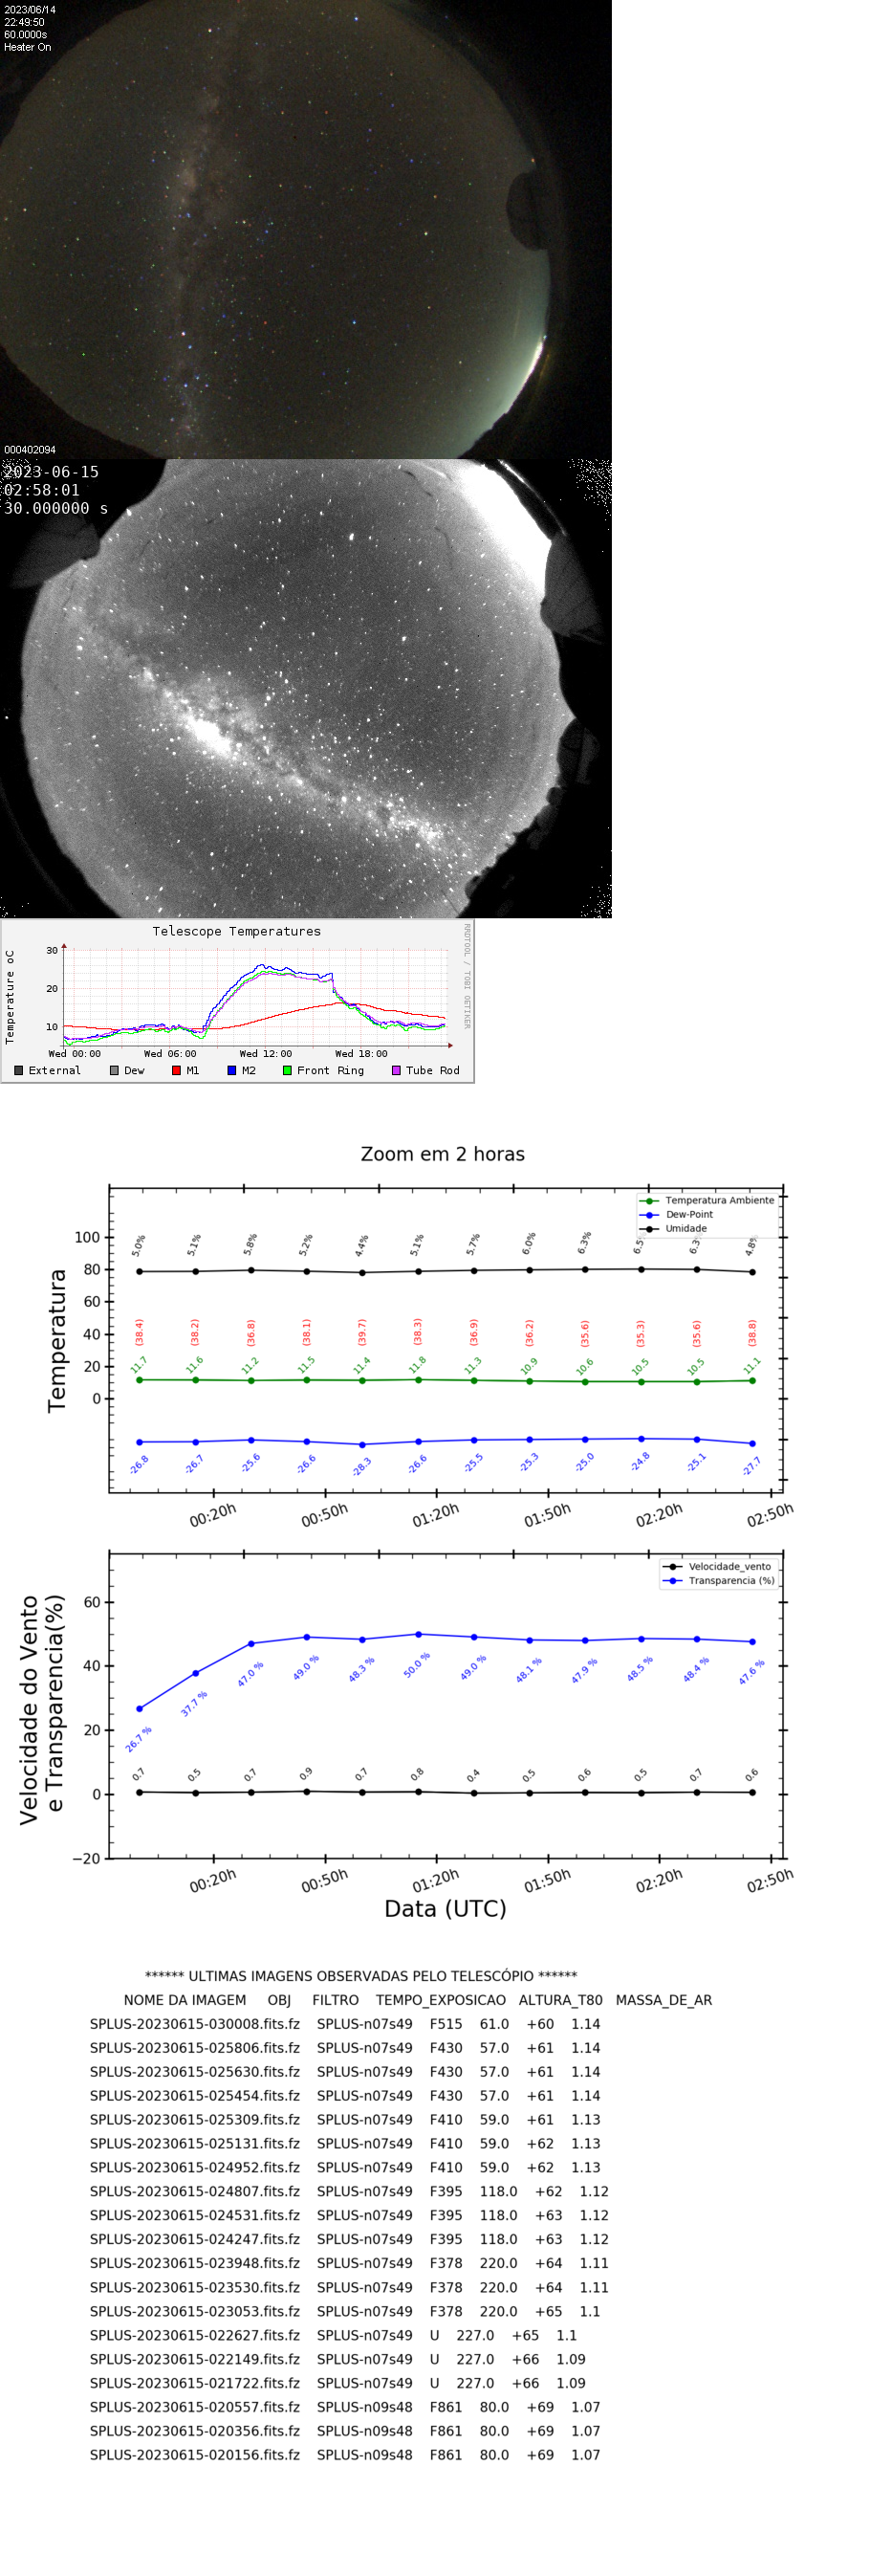 2023/06/14
22:49:50
60.0000s
Heater On
000402094
2023-06-15
02:58:01
30.000000 s
Telescope Temperatures
RRDTOOL / TOBI OETIKER
Temperature oC
30
20
10
Wed 00:00 Wed 06:00 Wed 12:00 Wed 18:00
External Dew M1 M2 Front Ring Tube Rod
Zoom em 2 horas
Temperatura Ambiente
Dew-Point
Umidade
Temperatura
100
80
60
40
20
0
5.0% 5.1% 5.8% 5.2% 4.4% 5.1% 5.7% 6.0% 6.3% 6.5 6.3 4.8%
(38.4) (38.2) (36.8) (38.1) (39.7) (38.3) (36.9) (36.2) (35.6) (35.3) (35.6) (38.8)
11.7 11.6 11.2 11.5 11.4 11.8 11.3 10.9 10.6 10.5 10.5 11.1
-26.8 -26.7 -25.6 -26.6 -28.3 -26.6 -25.5 -25.3 -25.0 -24.8 -25.1 -27.7
00:20h 00:50h 01:20h 01:50h 02:20h 02:50h
Velocidade_vento
Transparencia (%)
Velocidade do Vento
e Transparencia(%)
60
40
20
0
−20
26.7 % 37.7 % 47.0 % 49.0 % 48.3 % 50.0 % 49.0 % 48.1 % 47.9 % 48.5 % 48.4 % 47.6 %
0.7 0.5 0.7 0.9 0.7 0.8 0.4 0.5 0.6 0.5 0.7 0.6
00:20h 00:50h 01:20h 01:50h 02:20h 02:50h
Data (UTC)
****** ULTIMAS IMAGENS OBSERVADAS PELO TELESCÓPIO ******
NOME DA IMAGEM OBJ FILTRO TEMPO_EXPOSICAO ALTURA_T80 MASSA_DE_AR
SPLUS-20230615-030008.fits.fz SPLUS-n07s49 F515 61.0 +60 1.14
SPLUS-20230615-025806.fits.fz SPLUS-n07s49 F430 57.0 +61 1.14
SPLUS-20230615-025630.fits.fz SPLUS-n07s49 F430 57.0 +61 1.14
SPLUS-20230615-025454.fits.fz SPLUS-n07s49 F430 57.0 +61 1.14
SPLUS-20230615-025309.fits.fz SPLUS-n07s49 F410 59.0 +61 1.13
SPLUS-20230615-025131.fits.fz SPLUS-n07s49 F410 59.0 +62 1.13
SPLUS-20230615-024952.fits.fz SPLUS-n07s49 F410 59.0 +62 1.13
SPLUS-20230615-024807.fits.fz SPLUS-n07s49 F395 118.0 +62 1.12
SPLUS-20230615-024531.fits.fz SPLUS-n07s49 F395 118.0 +63 1.12
SPLUS-20230615-024247.fits.fz SPLUS-n07s49 F395 118.0 +63 1.12
SPLUS-20230615-023948.fits.fz SPLUS-n07s49 F378 220.0 +64 1.11
SPLUS-20230615-023530.fits.fz SPLUS-n07s49 F378 220.0 +64 1.11
SPLUS-20230615-023053.fits.fz SPLUS-n07s49 F378 220.0 +65 1.1
SPLUS-20230615-022627.fits.fz SPLUS-n07s49 U 227.0 +65 1.1
SPLUS-20230615-022149.fits.fz SPLUS-n07s49 U 227.0 +66 1.09
SPLUS-20230615-021722.fits.fz SPLUS-n07s49 U 227.0 +66 1.09
SPLUS-20230615-020557.fits.fz SPLUS-n09s48 F861 80.0 +69 1.07
SPLUS-20230615-020356.fits.fz SPLUS-n09s48 F861 80.0 +69 1.07
SPLUS-20230615-020156.fits.fz SPLUS-n09s48 F861 80.0 +69 1.07